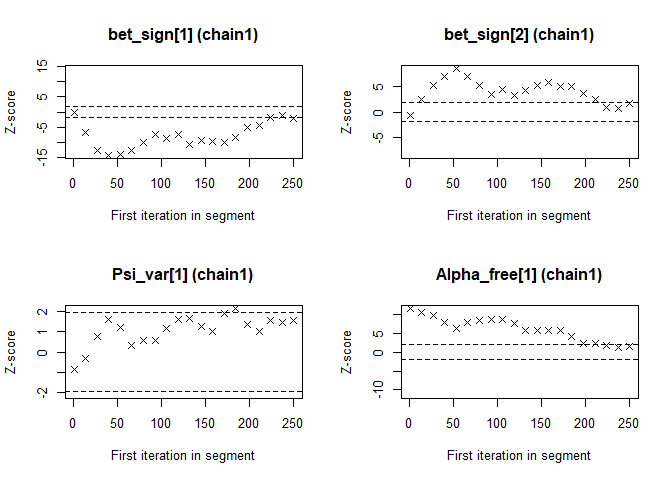 bet_sign[1] (chain1)
Z-score
15
5
-5
-15
0 50 100 150 200 250
First iteration in segment
bet_sign[2] (chain1)
Z-score
5
0
-5
0 50 100 150 200 250
First iteration in segment
Psi_var[1] (chain1)
Z-score
2
1
0
-2
0 50 100 150 200 250
First iteration in segment
Alpha_free[1] (chain1)
Z-score
5
0
-10
0 50 100 150 200 250
First iteration in segment